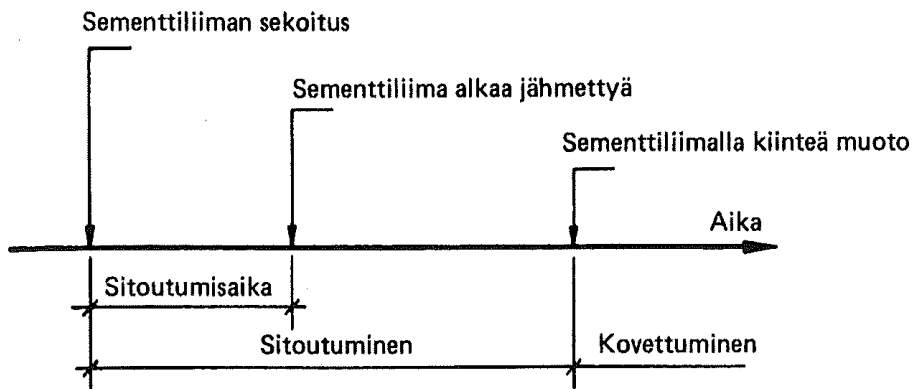 Sementtiliiman sekoitus
Sementtiliima alkaa jähmettyä
Sementtiliimalla kiinteä muoto
Aika
Sitoutumisaika
Sitoutuminen
Kovettuminen